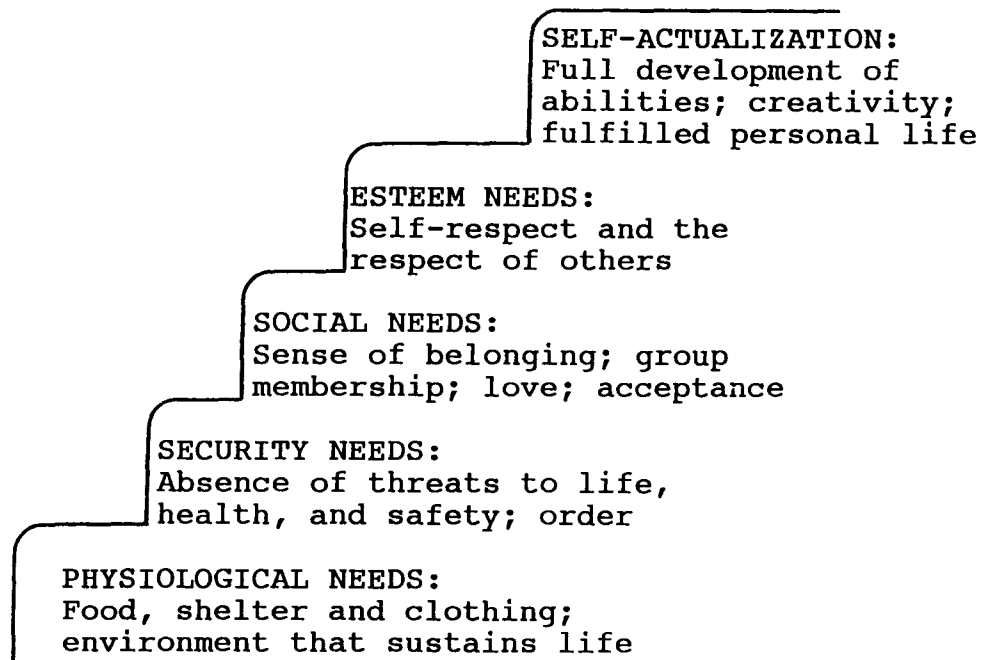 SELF-ACTUALIZATION:
Full development of
abilities; creativity;
fulfilled personal life
ESTEEM NEEDS:
Self-respect and the
respect of others
SOCIAL NEEDS:
Sense of belonging; group
membership; love; acceptance
SECURITY NEEDS:
Absence of threats to life,
health, and safety; order
PHYSIOLOGICAL NEEDS:
Food, shelter and clothing;
environment that sustains life